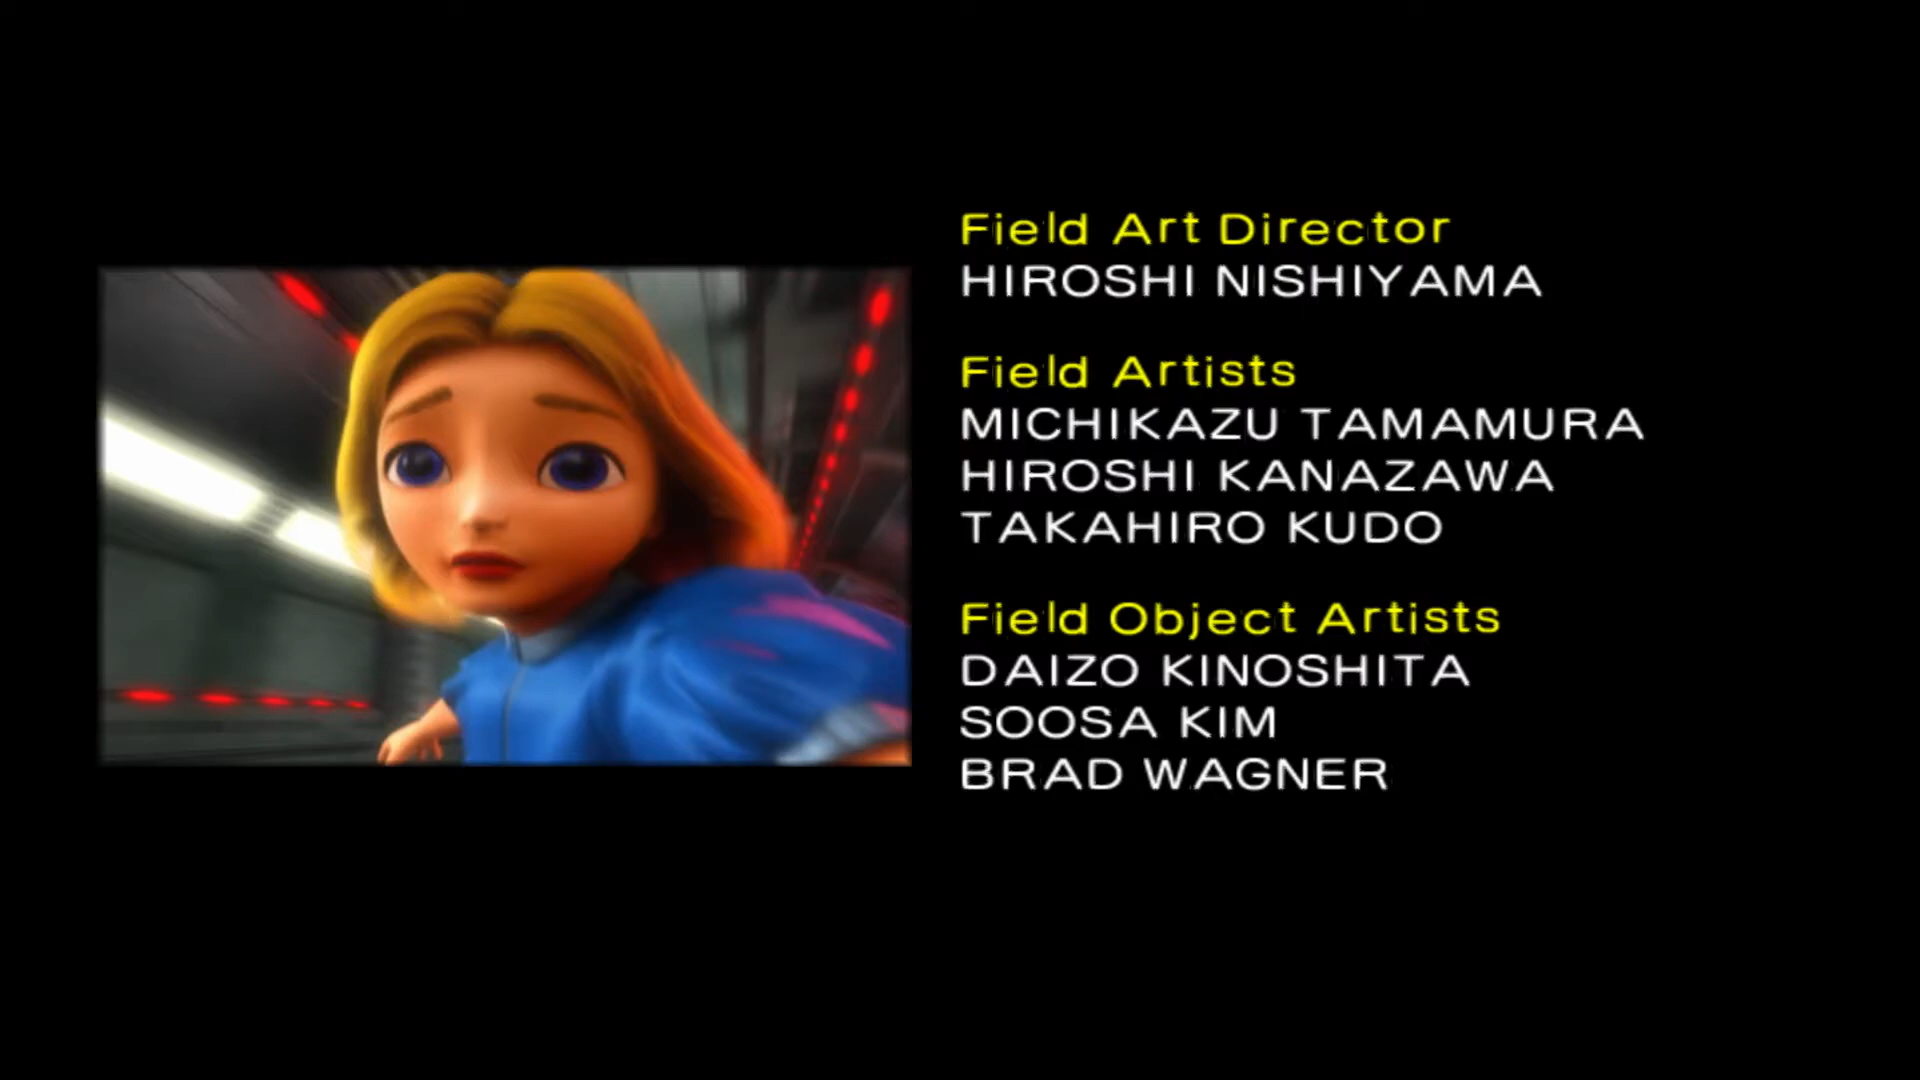 Field Art Director
HIROSHI NISHIYAMA
Field Artists
MICHIKAZU TAMAMURA
HIROSHI KANAZAWA
TAKAHIRO KUDO
Field Object Artists
DAIZO KINOSHITA
SOOSA KIM
BRAD WAGNER